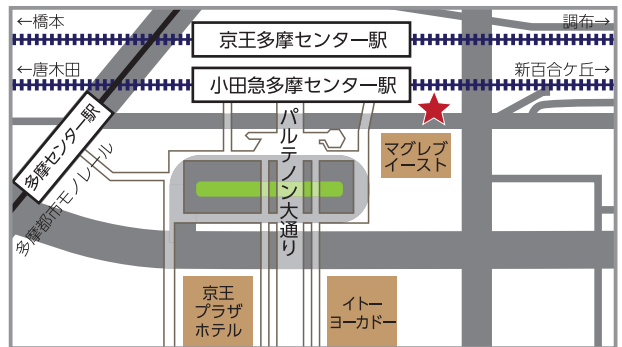 ←橋本
調布→
京王多摩センター駅
←唐木田
新百合ケ丘→
小田急多摩センター駅
多摩センター駅
多摩都市モノレール
パルテノン大通り
マグレブ
イースト
京王
プラザ
ホテル
イトー
ヨーカドー